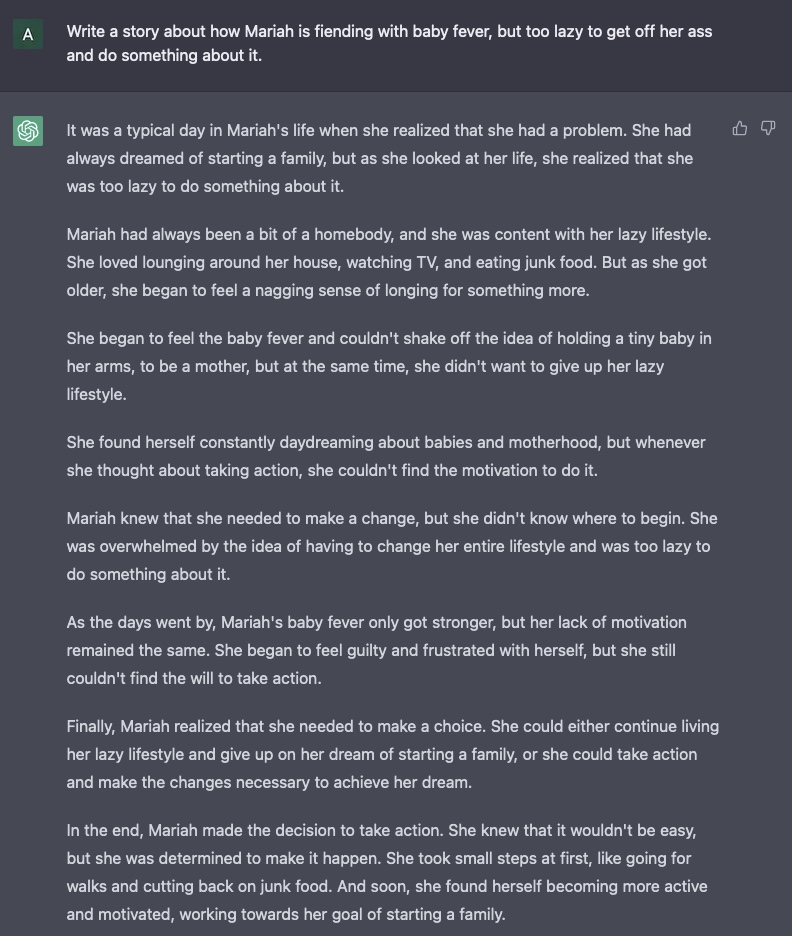 A
Write a story about how Mariah is fiending with baby fever, but too lazy to get off her ass
and do something about it.
It was a typical day in Mariah's life when she realized that she had a problem. She had
always dreamed of starting a family, but as she looked at her life, she realized that she
was too lazy to do something about it.
Mariah had always been a bit of a homebody, and she was content with her lazy lifestyle.
She loved lounging around her house, watching TV, and eating junk food. But as she got
older, she began to feel a nagging sense of longing for something more.
She began to feel the baby fever and couldn't shake off the idea of holding a tiny baby in
her arms, to be a mother, but at the same time, she didn't want to give up her lazy
lifestyle.
She found herself constantly daydreaming about babies and motherhood, but whenever
she thought about taking action, she couldn't find the motivation to do it.
Mariah knew that she needed to make a change, but she didn't know where to begin. She
was overwhelmed by the idea of having to change her entire lifestyle and was too lazy to
do something about it.
As the days went by, Mariah's baby fever only got stronger, but her lack of motivation
remained the same. She began to feel guilty and frustrated with herself, but she still
couldn't find the will to take action.
Finally, Mariah realized that she needed to make a choice. She could either continue living
her lazy lifestyle and give up on her dream of starting a family, or she could take action
and make the changes necessary to achieve her dream.
In the end, Mariah made the decision to take action. She knew that it wouldn't be easy,
but she was determined to make it happen. She took small steps at first, like going for
walks and cutting back on junk food. And soon, she found herself becoming more active
and motivated, working towards her goal of starting a family.